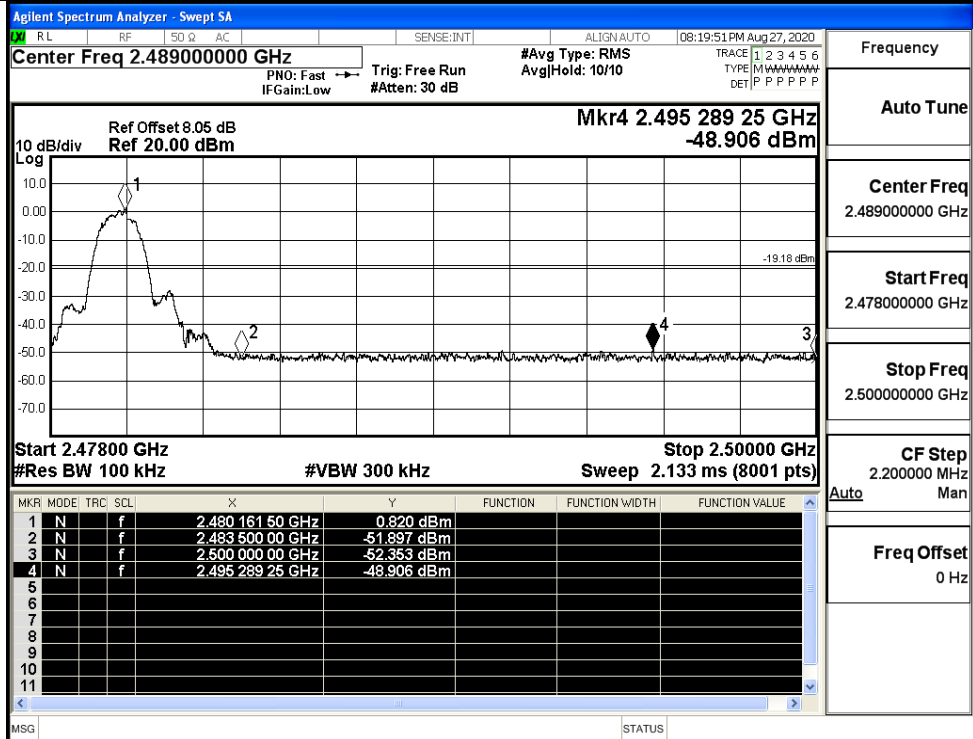 Agilent Spectrum Analyzer - Swept SA
LXI RL RF 50 Ω AC SENSE:INT ALIGNAUTO 08:19:51 PM Aug 27, 2020
Center Freq 2.489000000 GHz
PNO: Fast
IFGain:Low
Trig: Free Run
#Atten: 30 dB
#Avg Type: RMS
Avg|Hold: 10/10
TRACE 1 2 3 4 5 6
TYPE M WWWWW
DET P P P P P P
Frequency
Mkr4 2.495 289 25 GHz
-48.906 dBm
Ref Offset 8.05 dB
10 dB/div Ref 20.00 dBm
Log
10.0
0.00
-10.0
-20.0
-30.0
-40.0
-50.0
-60.0
-70.0
1
2
4
3
-19.18 dBm
Start 2.47800 GHz Stop 2.50000 GHz
#Res BW 100 kHz #VBW 300 kHz Sweep 2.133 ms (8001 pts)
MKR MODE TRC SCL X Y FUNCTION FUNCTION WIDTH FUNCTION VALUE
1 N f 2.480 161 50 GHz 0.820 dBm
2 N f 2.483 500 00 GHz -51.897 dBm
3 N f 2.500 000 00 GHz -52.353 dBm
4 N f 2.495 289 25 GHz -48.906 dBm
5
6
7
8
9
10
11
Auto Tune
Center Freq
2.489000000 GHz
Start Freq
2.478000000 GHz
Stop Freq
2.500000000 GHz
CF Step
2.200000 MHz
Auto Man
Freq Offset
0 Hz
MSG STATUS